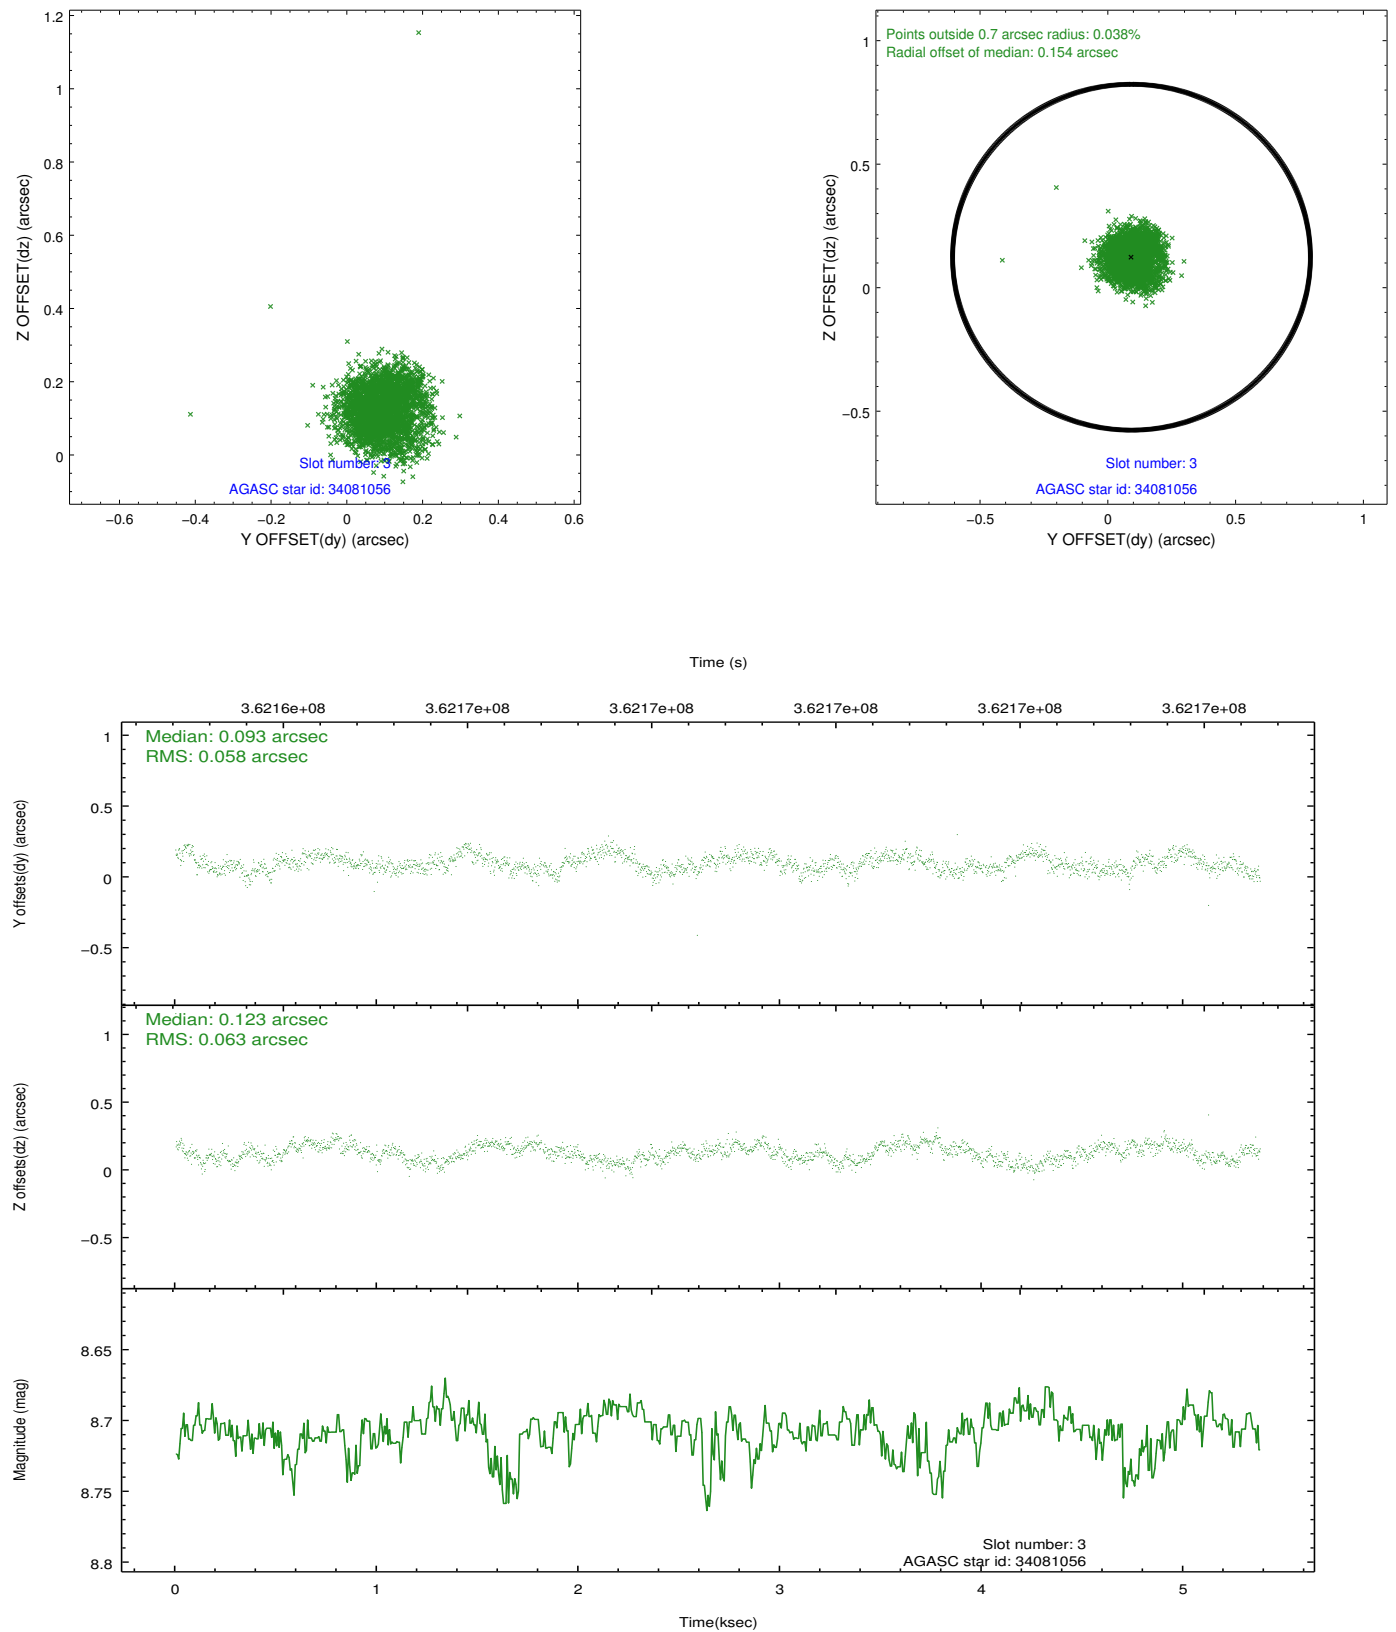 1.2
1
0.8
0.6
0.4
0.2
0
Z OFFSET(dz) (arcsec)
Slot number: 3
AGASC star id: 34081056
−0.6 −0.4 −0.2 0 0.2 0.4 0.6
Y OFFSET(dy) (arcsec)
Points outside 0.7 arcsec radius: 0.038%
Radial offset of median: 0.154 arcsec
1
0.5
0
−0.5
Z OFFSET(dz) (arcsec)
Slot number: 3
AGASC star id: 34081056
−0.5 0 0.5 1
Y OFFSET(dy) (arcsec)
Time (s)
3.6216e+08 3.6217e+08 3.6217e+08 3.6217e+08 3.6217e+08 3.6217e+08
Median: 0.093 arcsec
RMS: 0.058 arcsec
1
0.5
0
−0.5
Y offsets(dy) (arcsec)
Median: 0.123 arcsec
RMS: 0.063 arcsec
1
0.5
0
−0.5
Z offsets(dz) (arcsec)
8.65
8.7
8.75
8.8
Magnitude (mag)
Slot number: 3
AGASC star id: 34081056
0 1 2 3 4 5
Time(ksec)